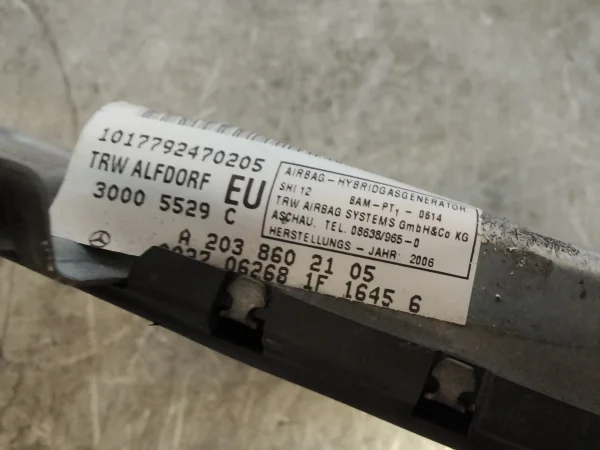 1017792470205
TRW ALFDORF EU
3000 5529 C
AIRBAG - HYBRIDGASGENERATOR
SHI 12 BAM-PT₁ - 0614
TRW AIRBAG SYSTEMS GmbH&Co KG
ASCHAU, TEL. 08638/965-0
HERSTELLUNGS - JAHR: 2006
A 203 860 21 05
06268 1F 1645 6